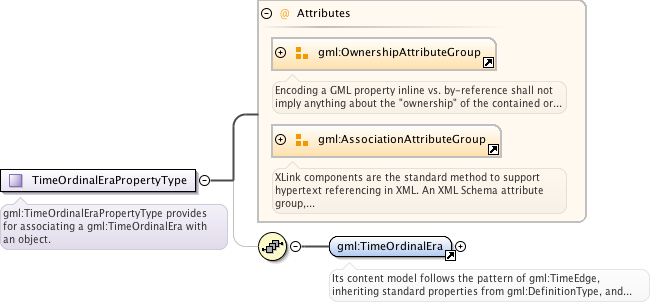 @ Attributes
gml:OwnershipAttributeGroup
Encoding a GML property inline vs. by-reference shall not
imply anything about the "ownership" of the contained or...
gml:AssociationAttributeGroup
XLink components are the standard method to support
hypertext referencing in XML. An XML Schema attribute
group,...
TimeOrdinalEraPropertyType
gml:TimeOrdinalEraPropertyType provides
for associating a gml:TimeOrdinalEra with
an object.
gml:TimeOrdinalEra
Its content model follows the pattern of gml:TimeEdge,
inheriting standard properties from gml:DefinitionType, and...